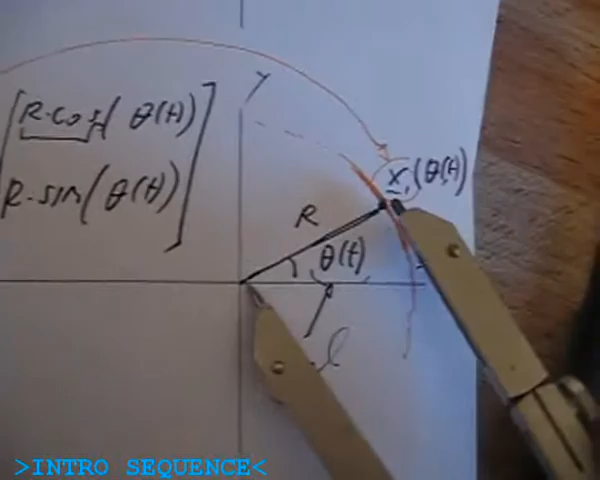 Y
[R·cos(θ(t))
R·sin(θ(t))]
x₁(θ(t))
R
θ(t)
l
>INTRO SEQUENCE<